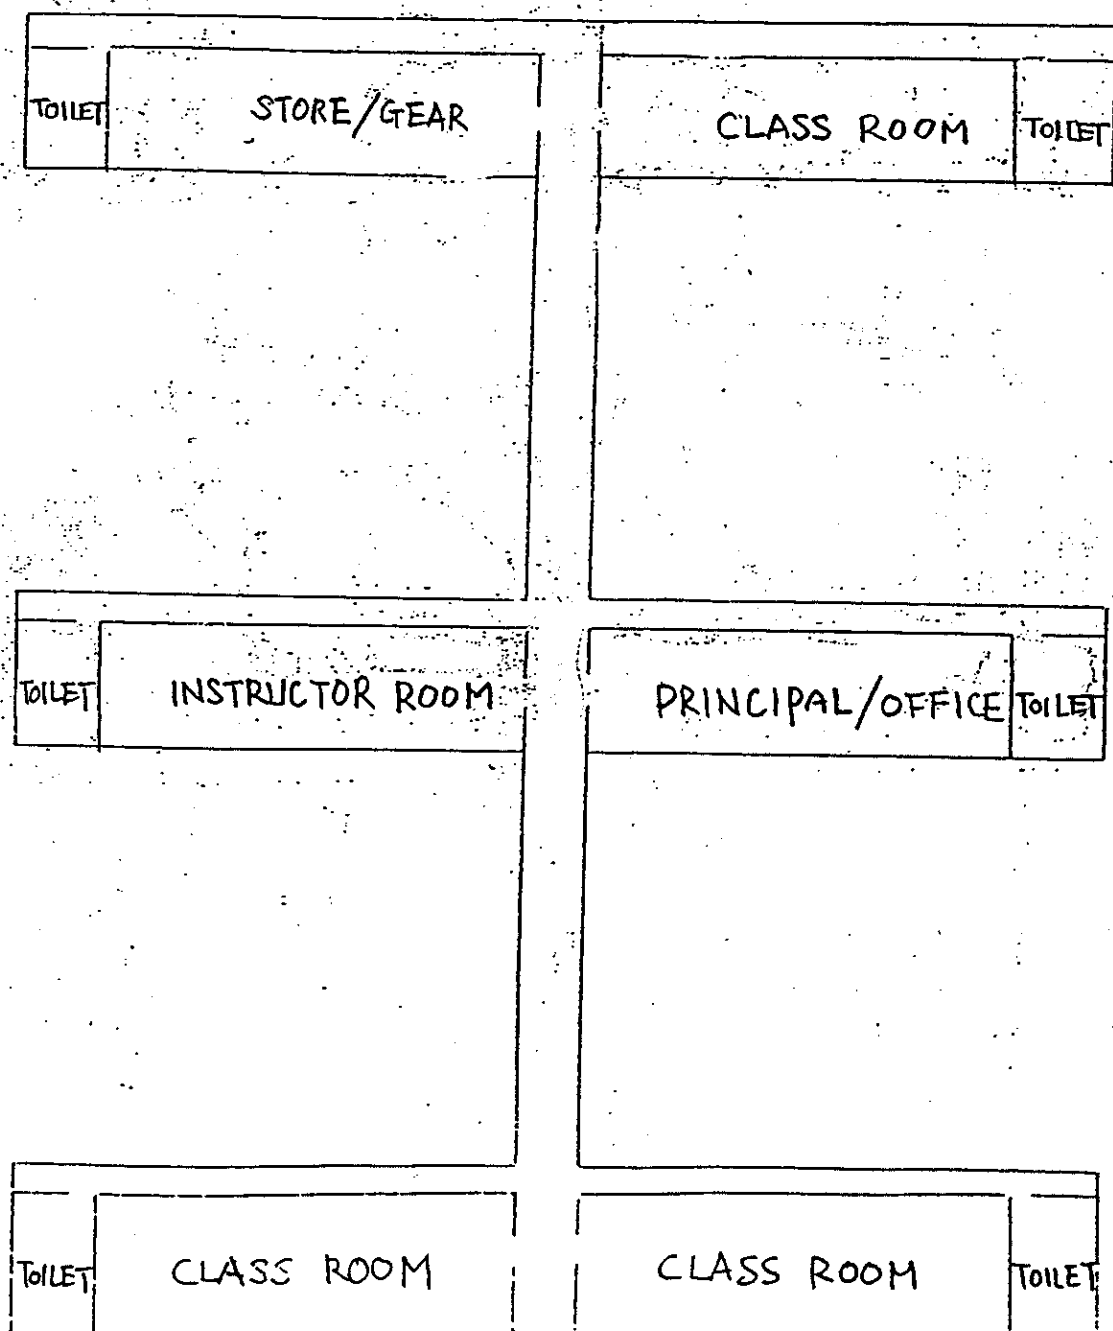 TOILET STORE/GEAR CLASS ROOM TOILET
TOILET INSTRUCTOR ROOM PRINCIPAL/OFFICE TOILET
TOILET CLASS ROOM CLASS ROOM TOILET